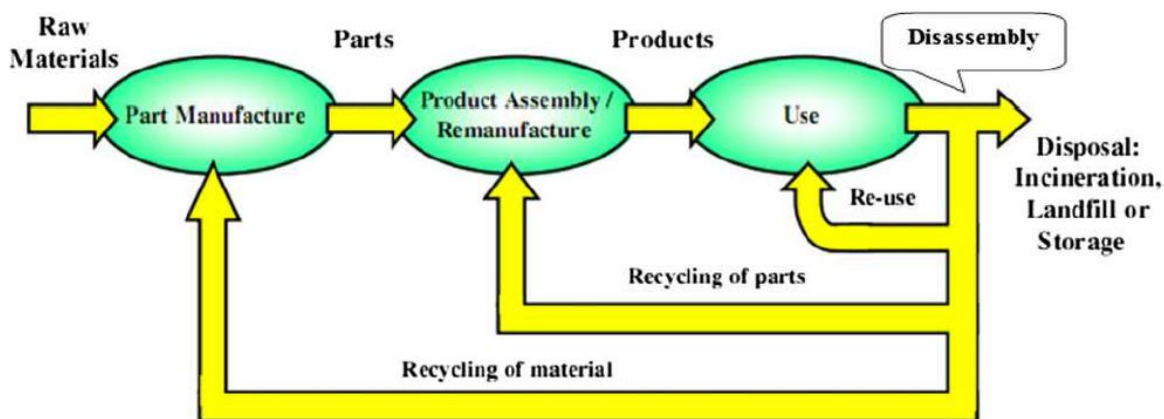 Raw
Materials
Parts
Products
Disassembly
Part Manufacture
Product Assembly /
Remanufacture
Use
Disposal:
Incineration,
Landfill or
Storage
Re-use
Recycling of parts
Recycling of material